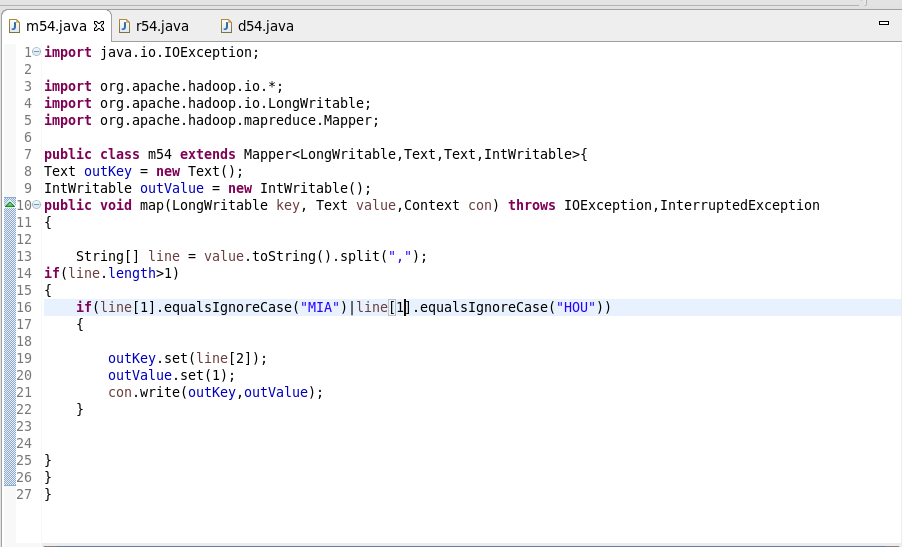 m54.java r54.java d54.java
1 import java.io.IOException;
2
3 import org.apache.hadoop.io.*;
4 import org.apache.hadoop.io.LongWritable;
5 import org.apache.hadoop.mapreduce.Mapper;
6
7 public class m54 extends Mapper<LongWritable,Text,Text,IntWritable>{
8 Text outKey = new Text();
9 IntWritable outValue = new IntWritable();
10 public void map(LongWritable key, Text value,Context con) throws IOException,InterruptedException
11 {
12
13     String[] line = value.toString().split(",");
14 if(line.length>1)
15 {
16     if(line[1].equalsIgnoreCase("MIA")|line[1].equalsIgnoreCase("HOU"))
17     {
18
19         outKey.set(line[2]);
20         outValue.set(1);
21         con.write(outKey,outValue);
22     }
23
24
25 }
26 }
27 }